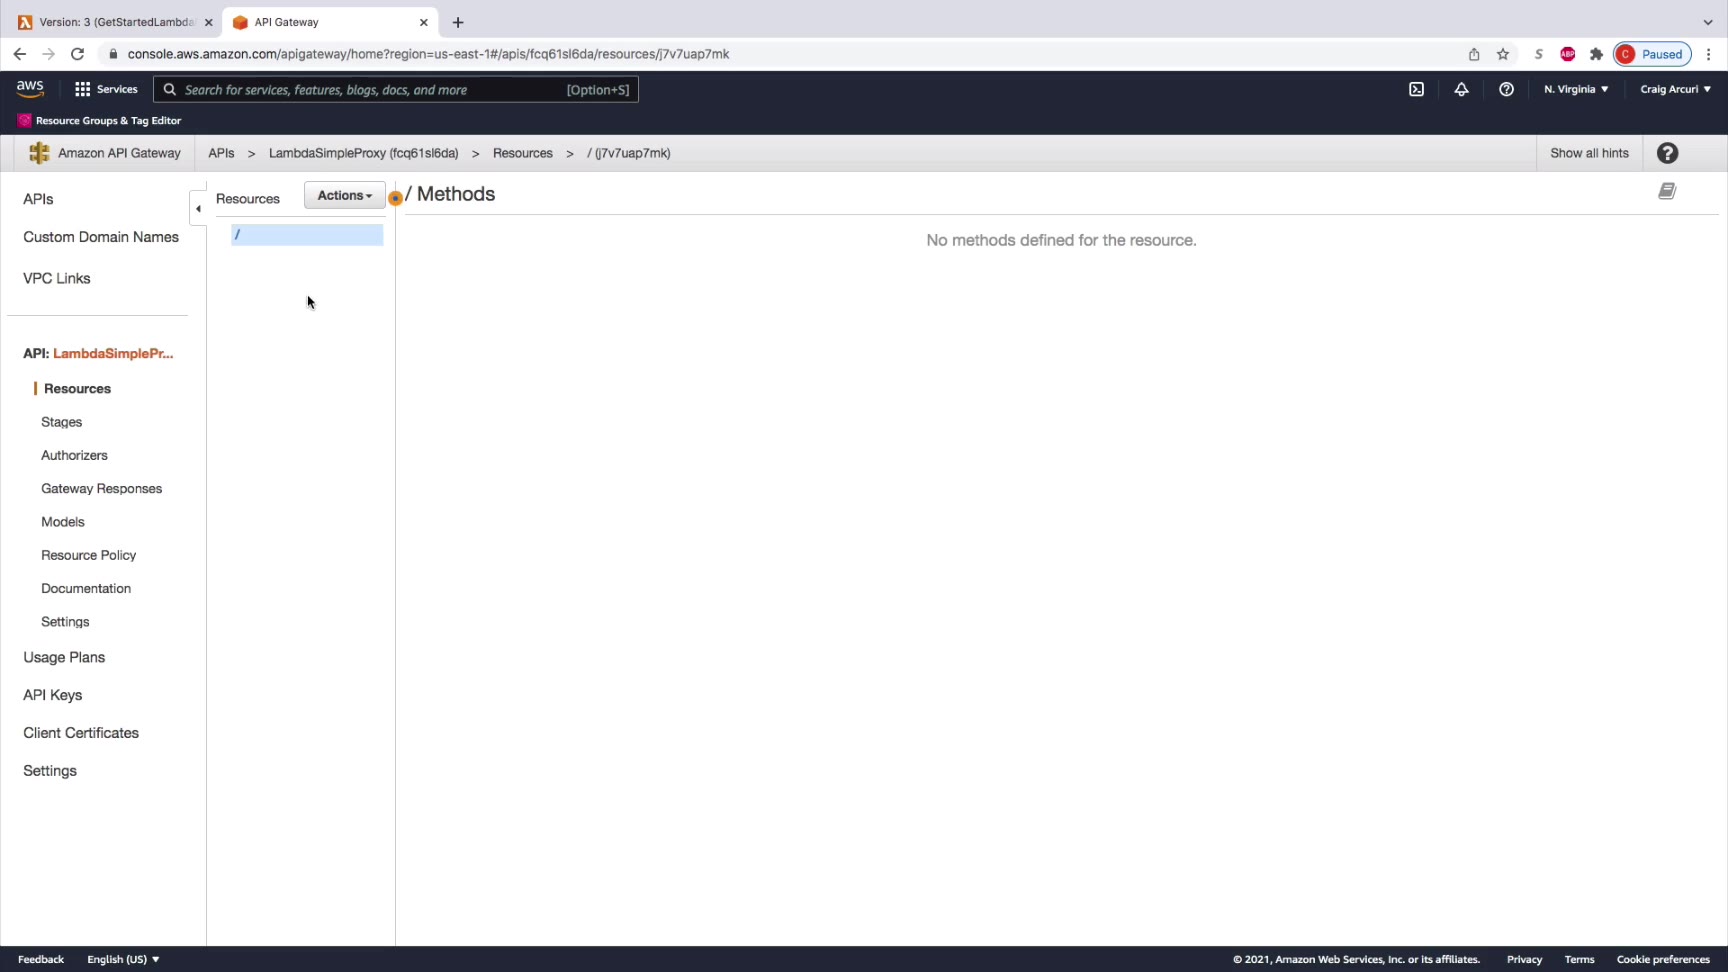 Version: 3 (GetStartedLambda
API Gateway
console.aws.amazon.com/apigateway/home?region=us-east-1#/apis/fcq61sl6da/resources/j7v7uap7mk
S
ABP
C Paused
aws
Services
Search for services, features, blogs, docs, and more [Option+S]
N. Virginia
Craig Arcuri
Resource Groups & Tag Editor
Amazon API Gateway
APIs > LambdaSimpleProxy (fcq61sl6da) > Resources > / (j7v7uap7mk)
Show all hints
APIs
Custom Domain Names
VPC Links
API: LambdaSimplePr...
Resources
Stages
Authorizers
Gateway Responses
Models
Resource Policy
Documentation
Settings
Usage Plans
API Keys
Client Certificates
Settings
Resources
Actions
/
/ Methods
No methods defined for the resource.
Feedback
English (US)
© 2021, Amazon Web Services, Inc. or its affiliates.
Privacy
Terms
Cookie preferences